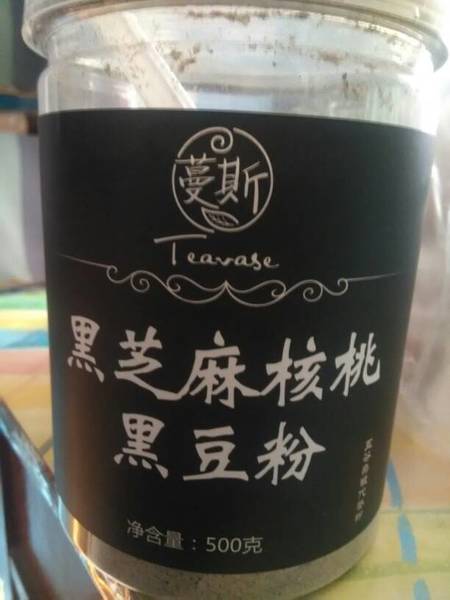 蔓斯
Teavase
黑芝麻核桃
黑豆粉
净含量：500克